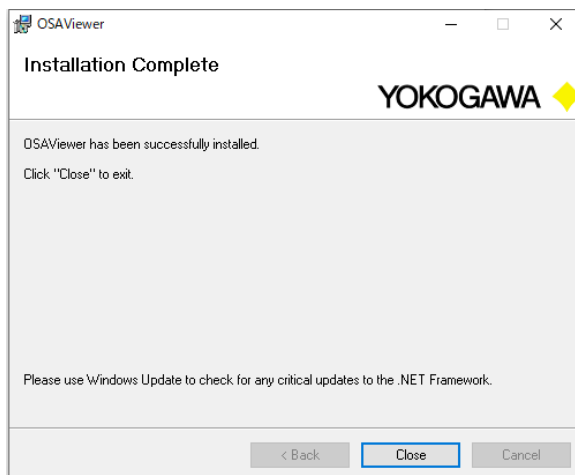 OSAViewer
Installation Complete
YOKOGAWA
OSAViewer has been successfully installed.
Click "Close" to exit.
Please use Windows Update to check for any critical updates to the .NET Framework.
< Back
Close
Cancel